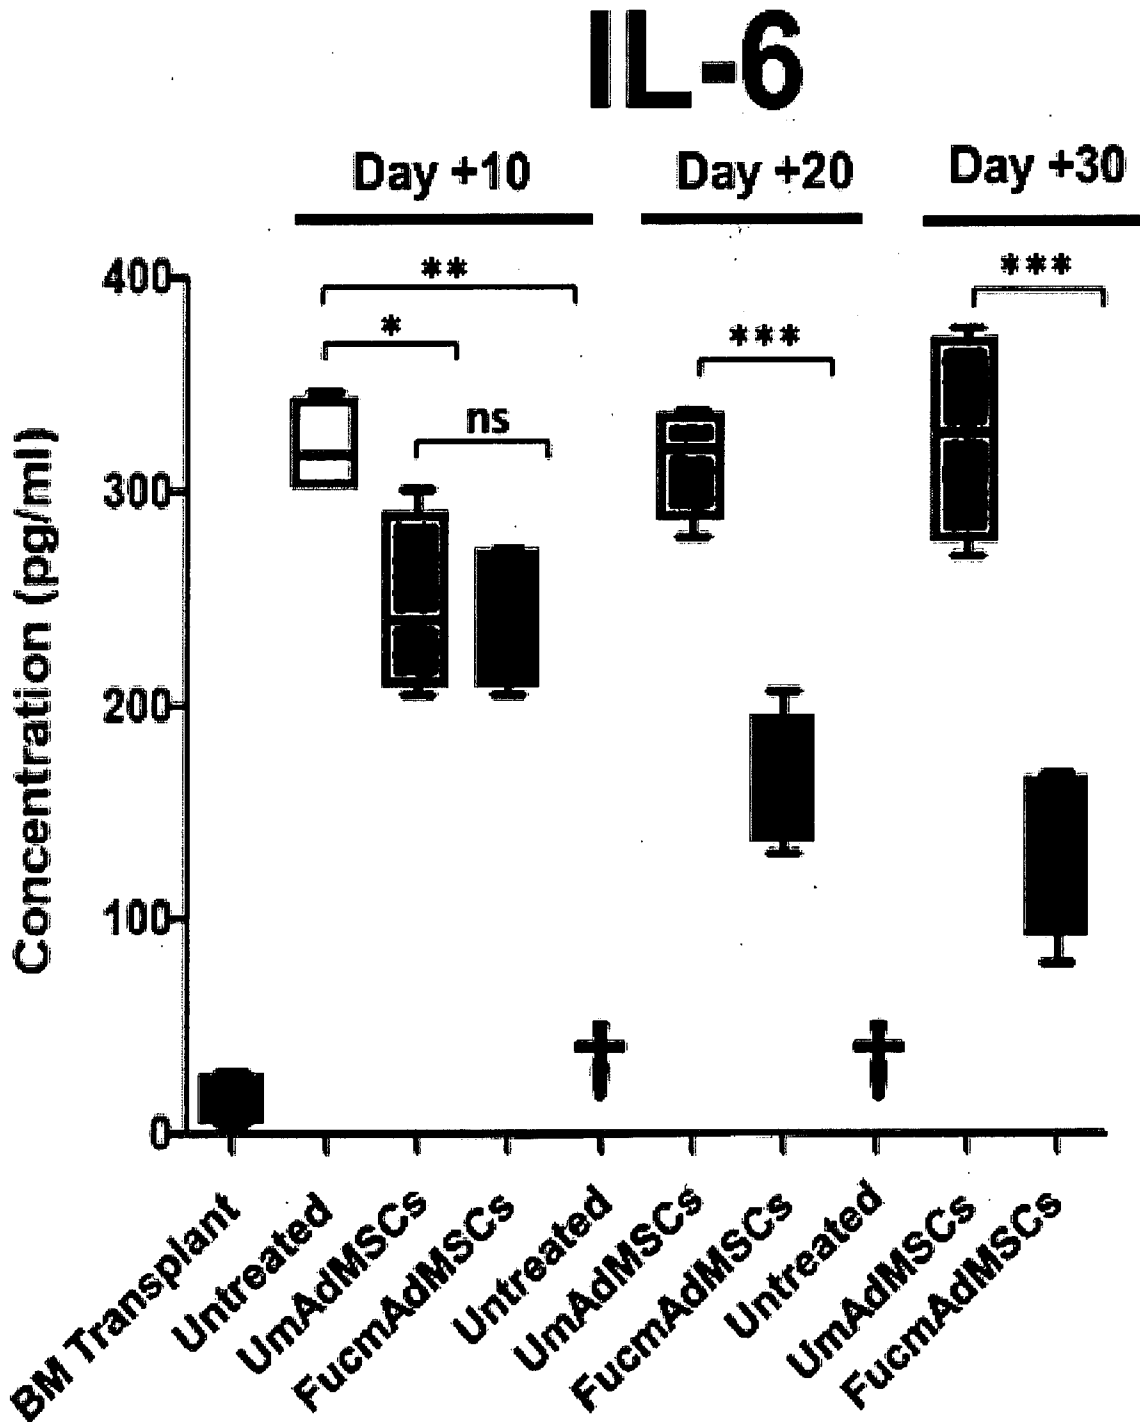 IL-6
Day +10 Day +20 Day +30
** ***
* ***
ns
Concentration (pg/ml)
400
300
200
100
0
BM Transplant
Untreated
UmAdMSCs
FucmAdMSCs
Untreated
UmAdMSCs
FucmAdMSCs
Untreated
UmAdMSCs
FucmAdMSCs